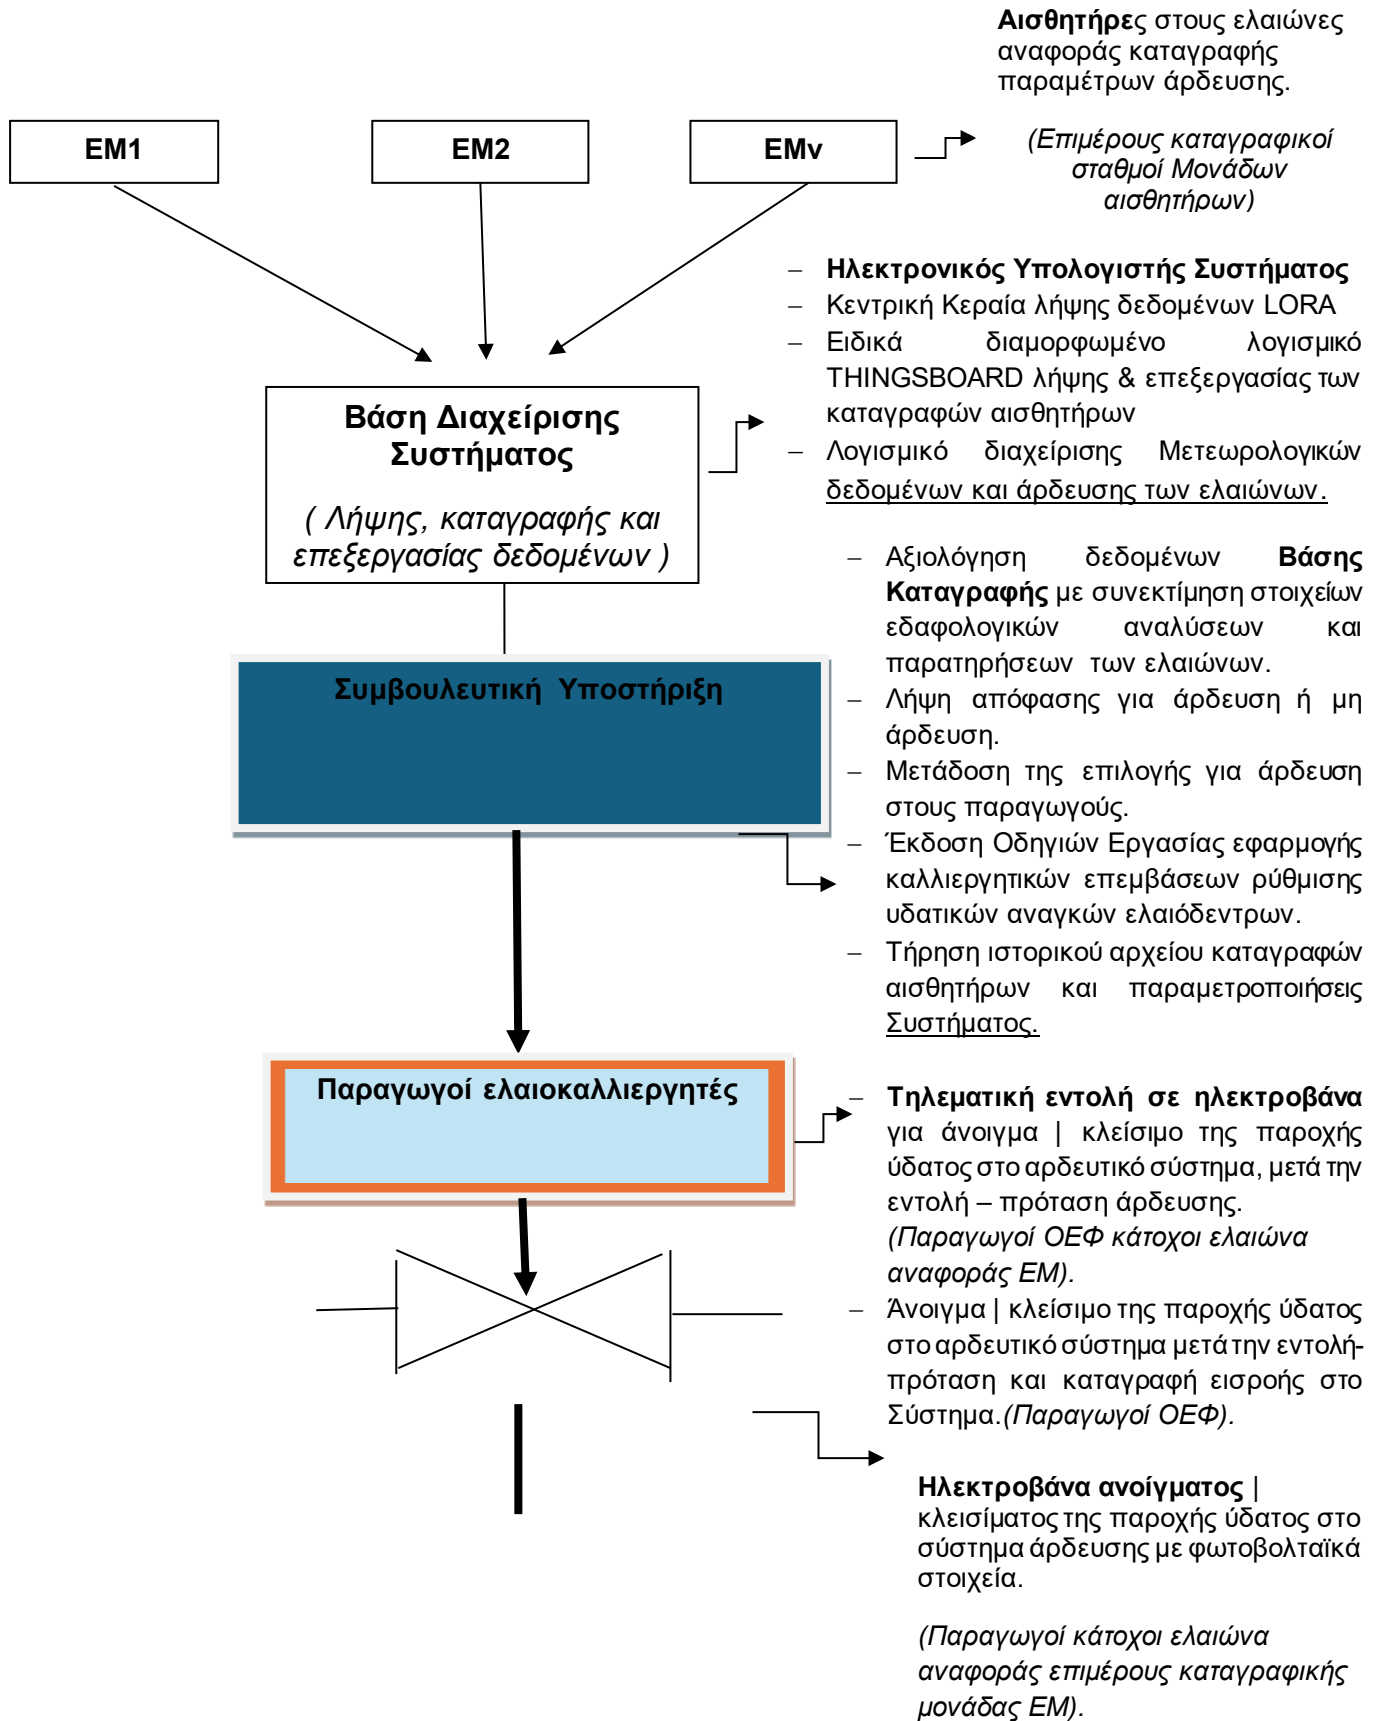 Αισθητήρες στους ελαιώνες
αναφοράς καταγραφής
παραμέτρων άρδευσης.
ΕΜ1
ΕΜ2
ΕΜν
(Επιμέρους καταγραφικοί
σταθμοί Μονάδων
αισθητήρων)
– Ηλεκτρονικός Υπολογιστής Συστήματος
– Κεντρική Κεραία λήψης δεδομένων LORA
– Ειδικά διαμορφωμένο λογισμικό
THINGSBOARD λήψης & επεξεργασίας των
καταγραφών αισθητήρων
– Λογισμικό διαχείρισης Μετεωρολογικών
δεδομένων και άρδευσης των ελαιώνων.
Βάση Διαχείρισης
Συστήματος
( Λήψης, καταγραφής και
επεξεργασίας δεδομένων )
– Αξιολόγηση δεδομένων Βάσης
Καταγραφής με συνεκτίμηση στοιχείων
εδαφολογικών αναλύσεων και
παρατηρήσεων των ελαιώνων.
– Λήψη απόφασης για άρδευση ή μη
άρδευση.
– Μετάδοση της επιλογής για άρδευση
στους παραγωγούς.
– Έκδοση Οδηγιών Εργασίας εφαρμογής
καλλιεργητικών επεμβάσεων ρύθμισης
υδατικών αναγκών ελαιόδεντρων.
– Τήρηση ιστορικού αρχείου καταγραφών
αισθητήρων και παραμετροποιήσεις
Συστήματος.
Συμβουλευτική Υποστήριξη
Παραγωγοί ελαιοκαλλιεργητές
– Τηλεματική εντολή σε ηλεκτροβάνα
για άνοιγμα | κλείσιμο της παροχής
ύδατος στο αρδευτικό σύστημα, μετά την
εντολή – πρόταση άρδευσης.
(Παραγωγοί ΟΕΦ κάτοχοι ελαιώνα
αναφοράς ΕΜ).
– Άνοιγμα | κλείσιμο της παροχής ύδατος
στο αρδευτικό σύστημα μετά την εντολή-
πρόταση και καταγραφή εισροής στο
Σύστημα.(Παραγωγοί ΟΕΦ).
Ηλεκτροβάνα ανοίγματος |
κλεισίματος της παροχής ύδατος στο
σύστημα άρδευσης με φωτοβολταϊκά
στοιχεία.
(Παραγωγοί κάτοχοι ελαιώνα
αναφοράς επιμέρους καταγραφικής
μονάδας ΕΜ).